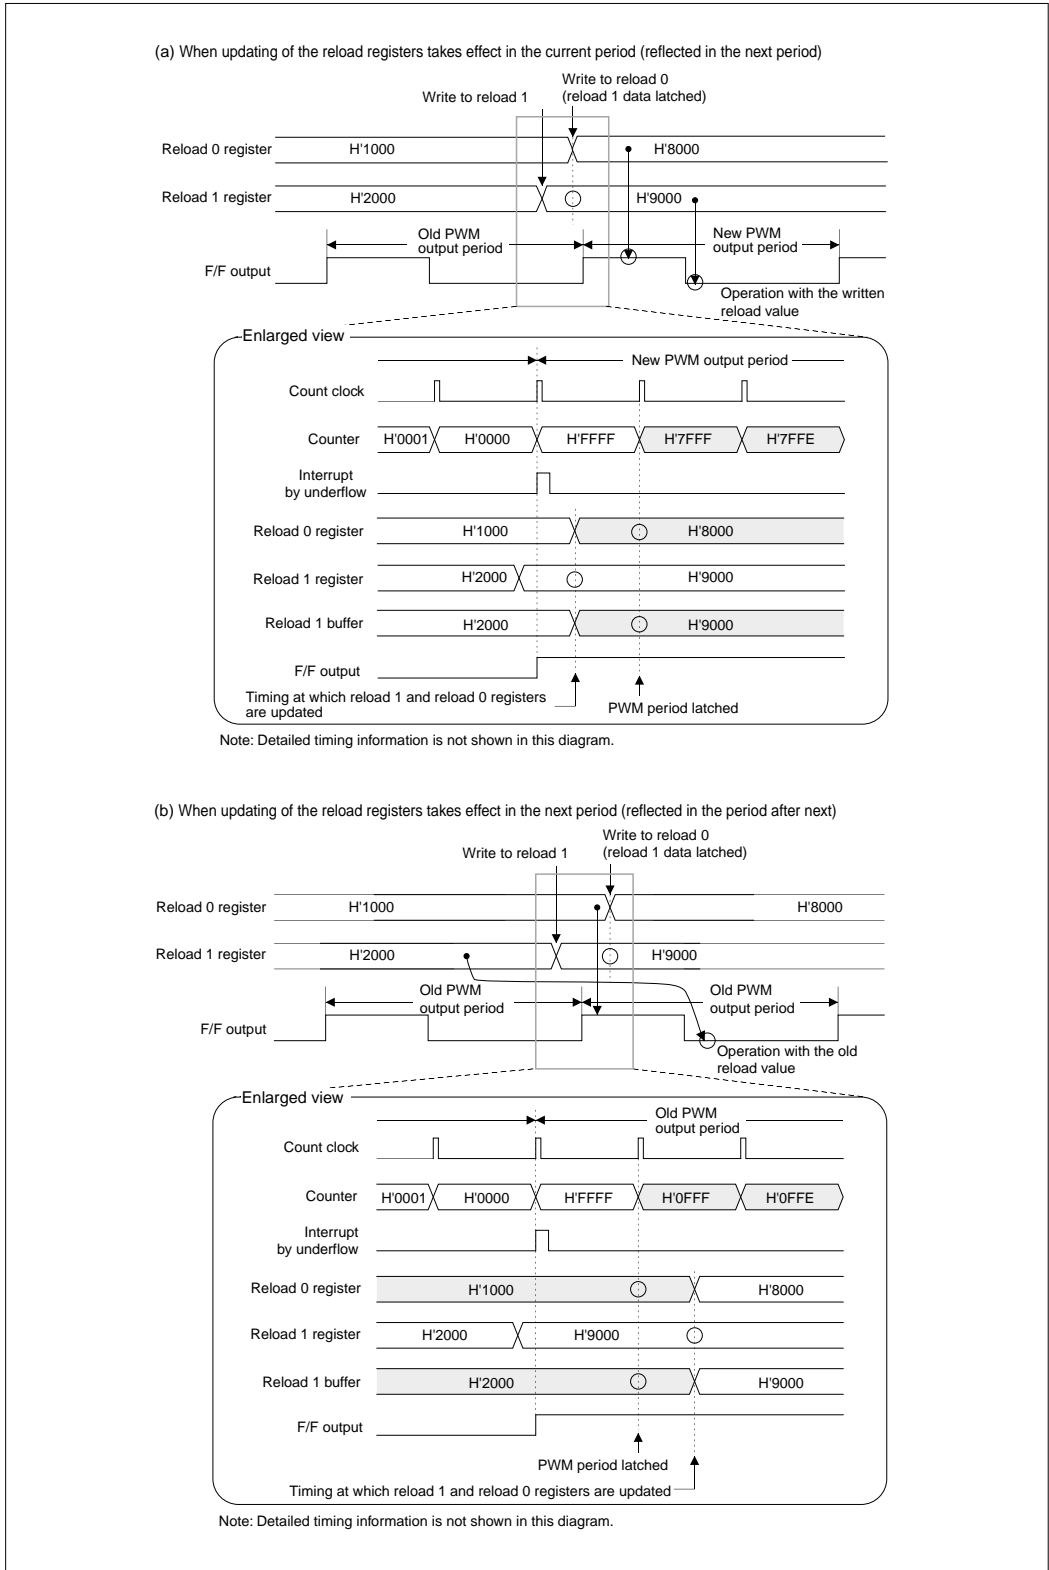 (a) When updating of the reload registers takes effect in the current period (reflected in the next period)
Write to reload 0
(reload 1 data latched)
Write to reload 1
Reload 0 register
H'1000
H'8000
Reload 1 register
H'2000
H'9000
Old PWM
output period
New PWM
output period
F/F output
Operation with the written
reload value
Enlarged view
New PWM output period
Count clock
Counter
H'0001
H'0000
H'FFFF
H'7FFF
H'7FFE
Interrupt
by underflow
Reload 0 register
H'1000
H'8000
Reload 1 register
H'2000
H'9000
Reload 1 buffer
H'2000
H'9000
F/F output
Timing at which reload 1 and reload 0 registers
are updated
PWM period latched
Note: Detailed timing information is not shown in this diagram.
(b) When updating of the reload registers takes effect in the next period (reflected in the period after next)
Write to reload 0
(reload 1 data latched)
Write to reload 1
Reload 0 register
H'1000
H'8000
Reload 1 register
H'2000
H'9000
Old PWM
output period
Old PWM
output period
F/F output
Operation with the old
reload value
Enlarged view
Old PWM
output period
Count clock
Counter
H'0001
H'0000
H'FFFF
H'0FFF
H'0FFE
Interrupt
by underflow
Reload 0 register
H'1000
H'8000
Reload 1 register
H'2000
H'9000
Reload 1 buffer
H'2000
H'9000
F/F output
PWM period latched
Timing at which reload 1 and reload 0 registers are updated
Note: Detailed timing information is not shown in this diagram.